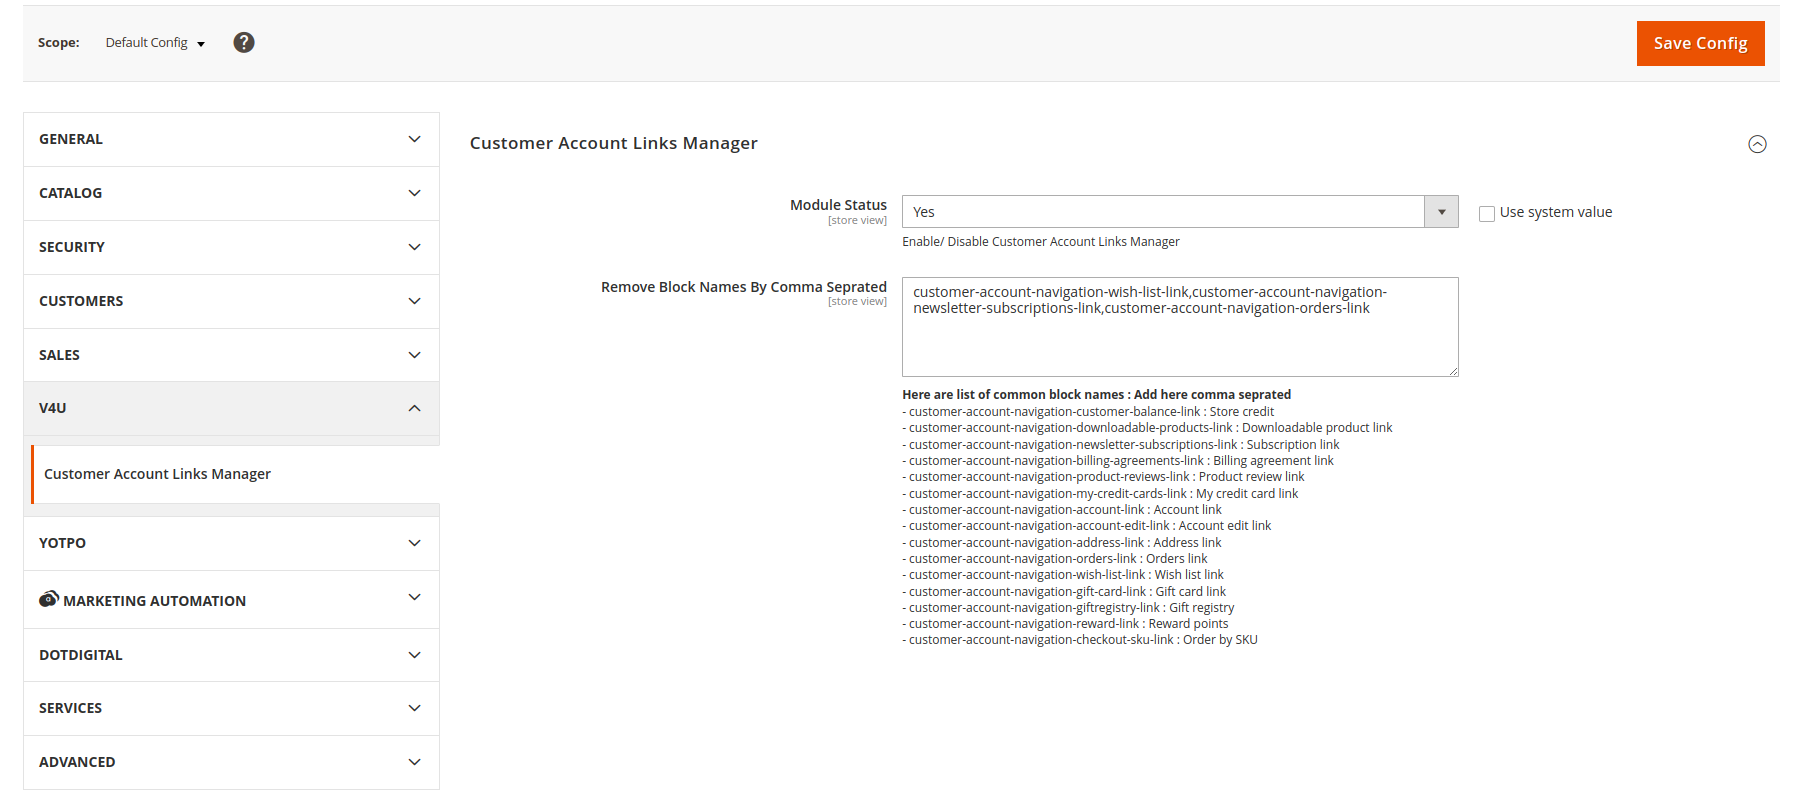 Scope: Default Config ?
Save Config
GENERAL
CATALOG
SECURITY
CUSTOMERS
SALES
V4U
Customer Account Links Manager
YOTPO
MARKETING AUTOMATION
DOTDIGITAL
SERVICES
ADVANCED
Customer Account Links Manager
Module Status
[store view]
Yes
Use system value
Enable/ Disable Customer Account Links Manager
Remove Block Names By Comma Seprated
[store view]
customer-account-navigation-wish-list-link,customer-account-navigation-
newsletter-subscriptions-link,customer-account-navigation-orders-link
Here are list of common block names : Add here comma seprated
- customer-account-navigation-customer-balance-link : Store credit
- customer-account-navigation-downloadable-products-link : Downloadable product link
- customer-account-navigation-newsletter-subscriptions-link : Subscription link
- customer-account-navigation-billing-agreements-link : Billing agreement link
- customer-account-navigation-product-reviews-link : Product review link
- customer-account-navigation-my-credit-cards-link : My credit card link
- customer-account-navigation-account-link : Account link
- customer-account-navigation-account-edit-link : Account edit link
- customer-account-navigation-address-link : Address link
- customer-account-navigation-orders-link : Orders link
- customer-account-navigation-wish-list-link : Wish list link
- customer-account-navigation-gift-card-link : Gift card link
- customer-account-navigation-giftregistry-link : Gift registry
- customer-account-navigation-reward-link : Reward points
- customer-account-navigation-checkout-sku-link : Order by SKU